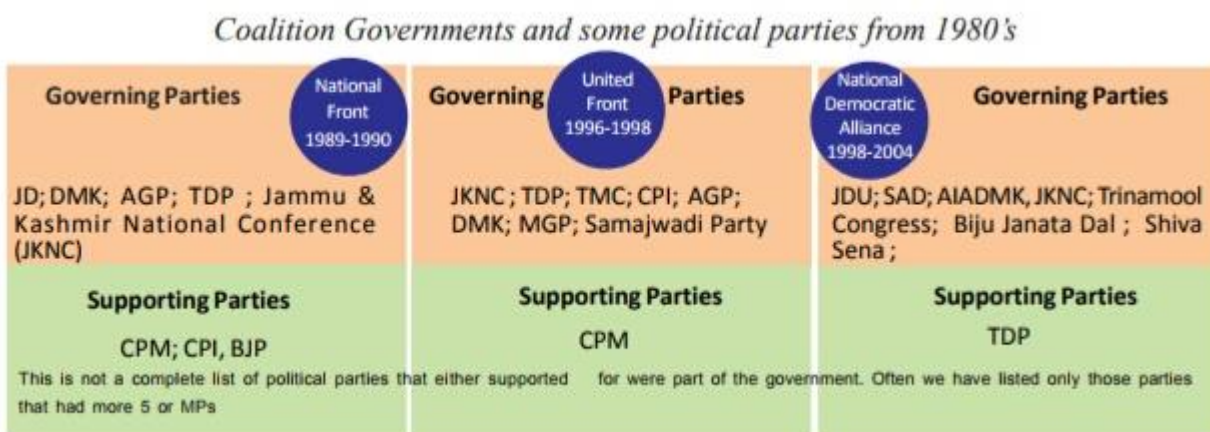 Coalition Governments and some political parties from 1980's
Governing Parties
National
Front
1989-1990
JD; DMK; AGP; TDP ; Jammu &
Kashmir National Conference
(JKNC)
Supporting Parties
CPM; CPI, BJP
Governing Parties
United
Front
1996-1998
JKNC ; TDP; TMC; CPI; AGP;
DMK; MGP; Samajwadi Party
Supporting Parties
CPM
National
Democratic
Alliance
1998-2004
Governing Parties
JDU; SAD; AIADMK, JKNC; Trinamool
Congress; Biju Janata Dal ; Shiva
Sena ;
Supporting Parties
TDP
This is not a complete list of political parties that either supported for were part of the government. Often we have listed only those parties
that had more 5 or MPs